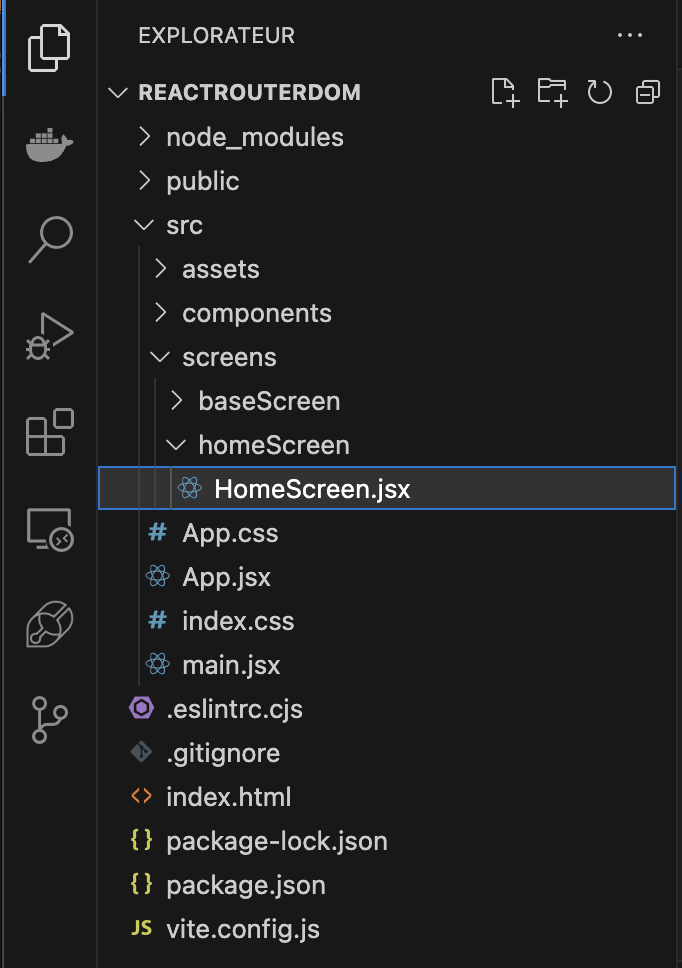 EXPLORATEUR
REACTROUTERDOM
node_modules
public
src
assets
components
screens
baseScreen
homeScreen
HomeScreen.jsx
# App.css
App.jsx
# index.css
main.jsx
.eslintrc.cjs
.gitignore
<> index.html
{} package-lock.json
{} package.json
JS vite.config.js